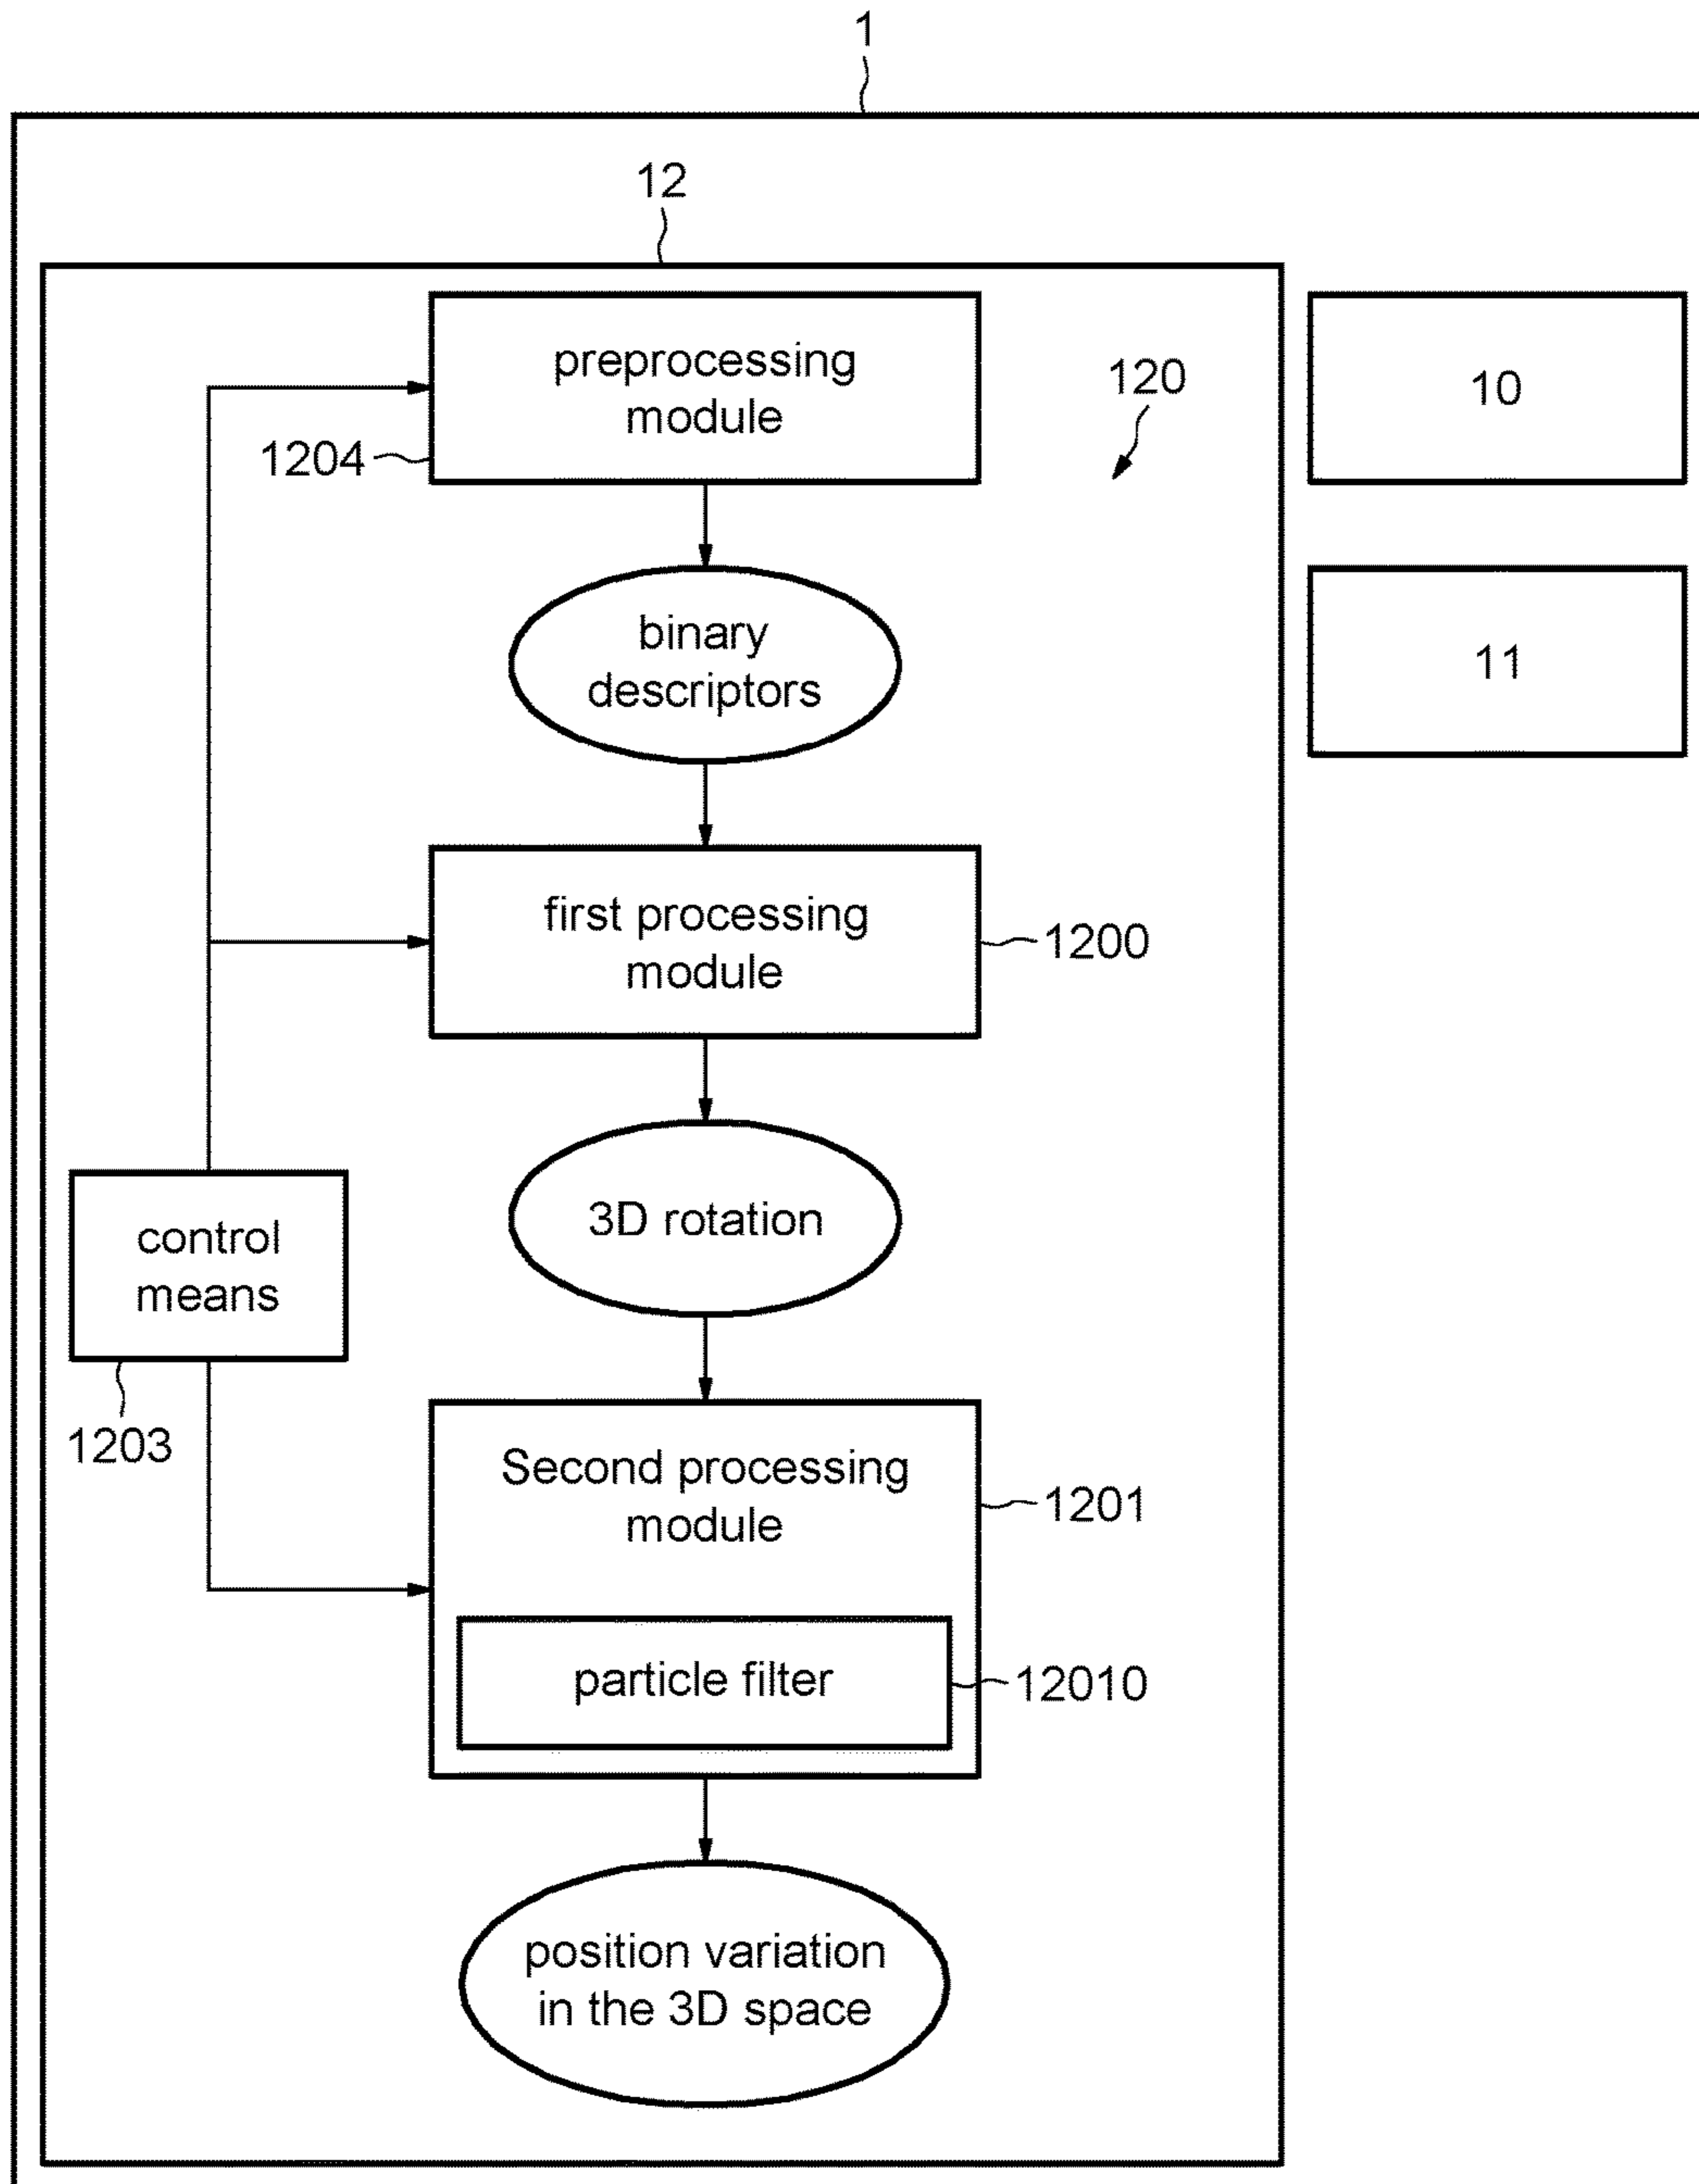 1
12
preprocessing
module
120
10
1204
binary
descriptors
11
first processing
module
1200
3D rotation
control
means
1203
Second processing
module
1201
particle filter
12010
position variation
in the 3D space